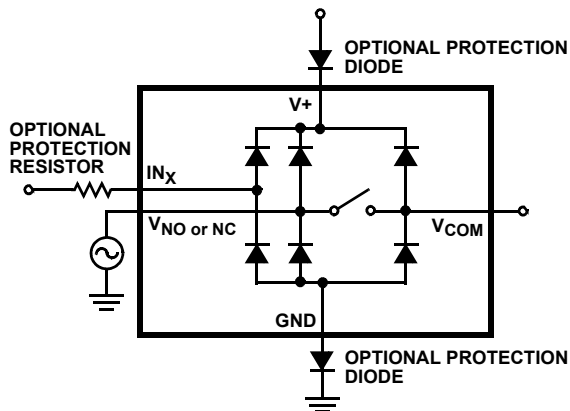 OPTIONAL PROTECTION
DIODE
V+
OPTIONAL
PROTECTION
RESISTOR
INX
VNO or NC
VCOM
GND
OPTIONAL PROTECTION
DIODE